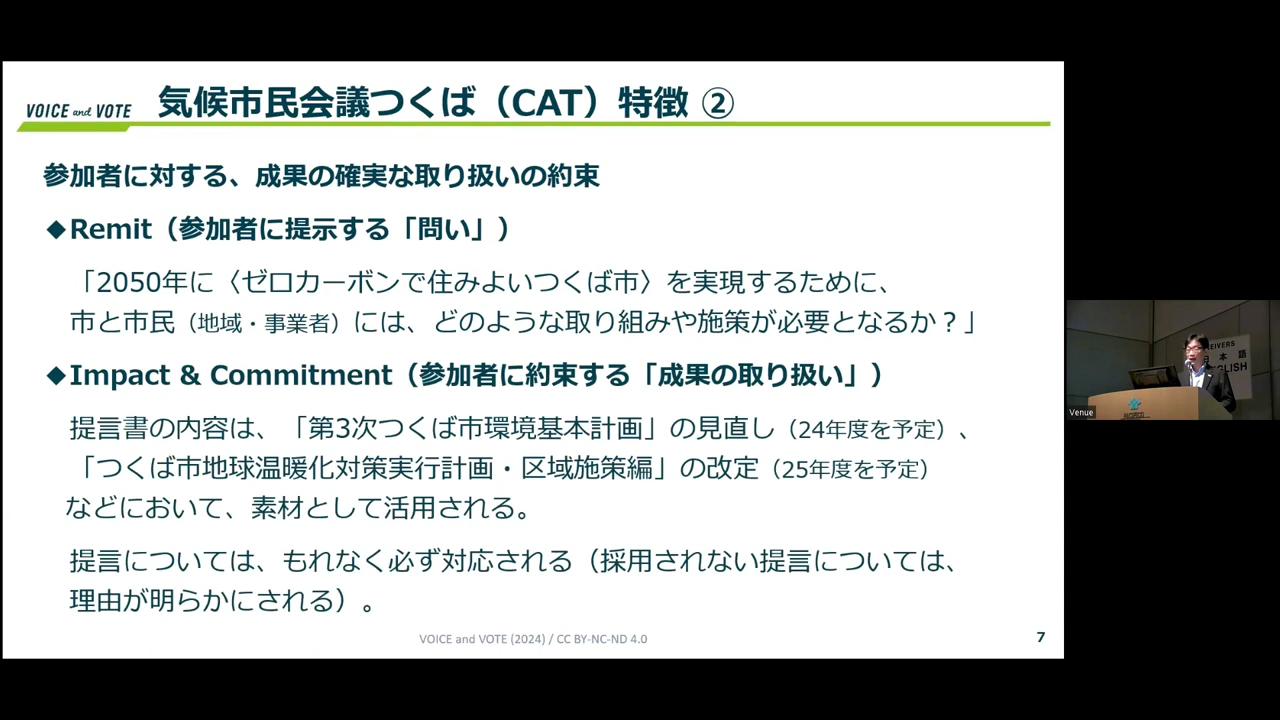 VOICE and VOTE
気候市民会議つくば（CAT）特徴 ②
参加者に対する、成果の確実な取り扱いの約束
◆Remit（参加者に提示する「問い」）
「2050年に〈ゼロカーボンで住みよいつくば市〉を実現するために、
市と市民（地域・事業者）には、どのような取り組みや施策が必要となるか？」
◆Impact & Commitment（参加者に約束する「成果の取り扱い」）
提言書の内容は、「第3次つくば市環境基本計画」の見直し（24年度を予定）、
「つくば市地球温暖化対策実行計画・区域施策編」の改定（25年度を予定）
などにおいて、素材として活用される。
提言については、もれなく必ず対応される（採用されない提言については、
理由が明らかにされる）。
VOICE and VOTE (2024) / CC BY-NC-ND 4.0
7
本 語
Venue